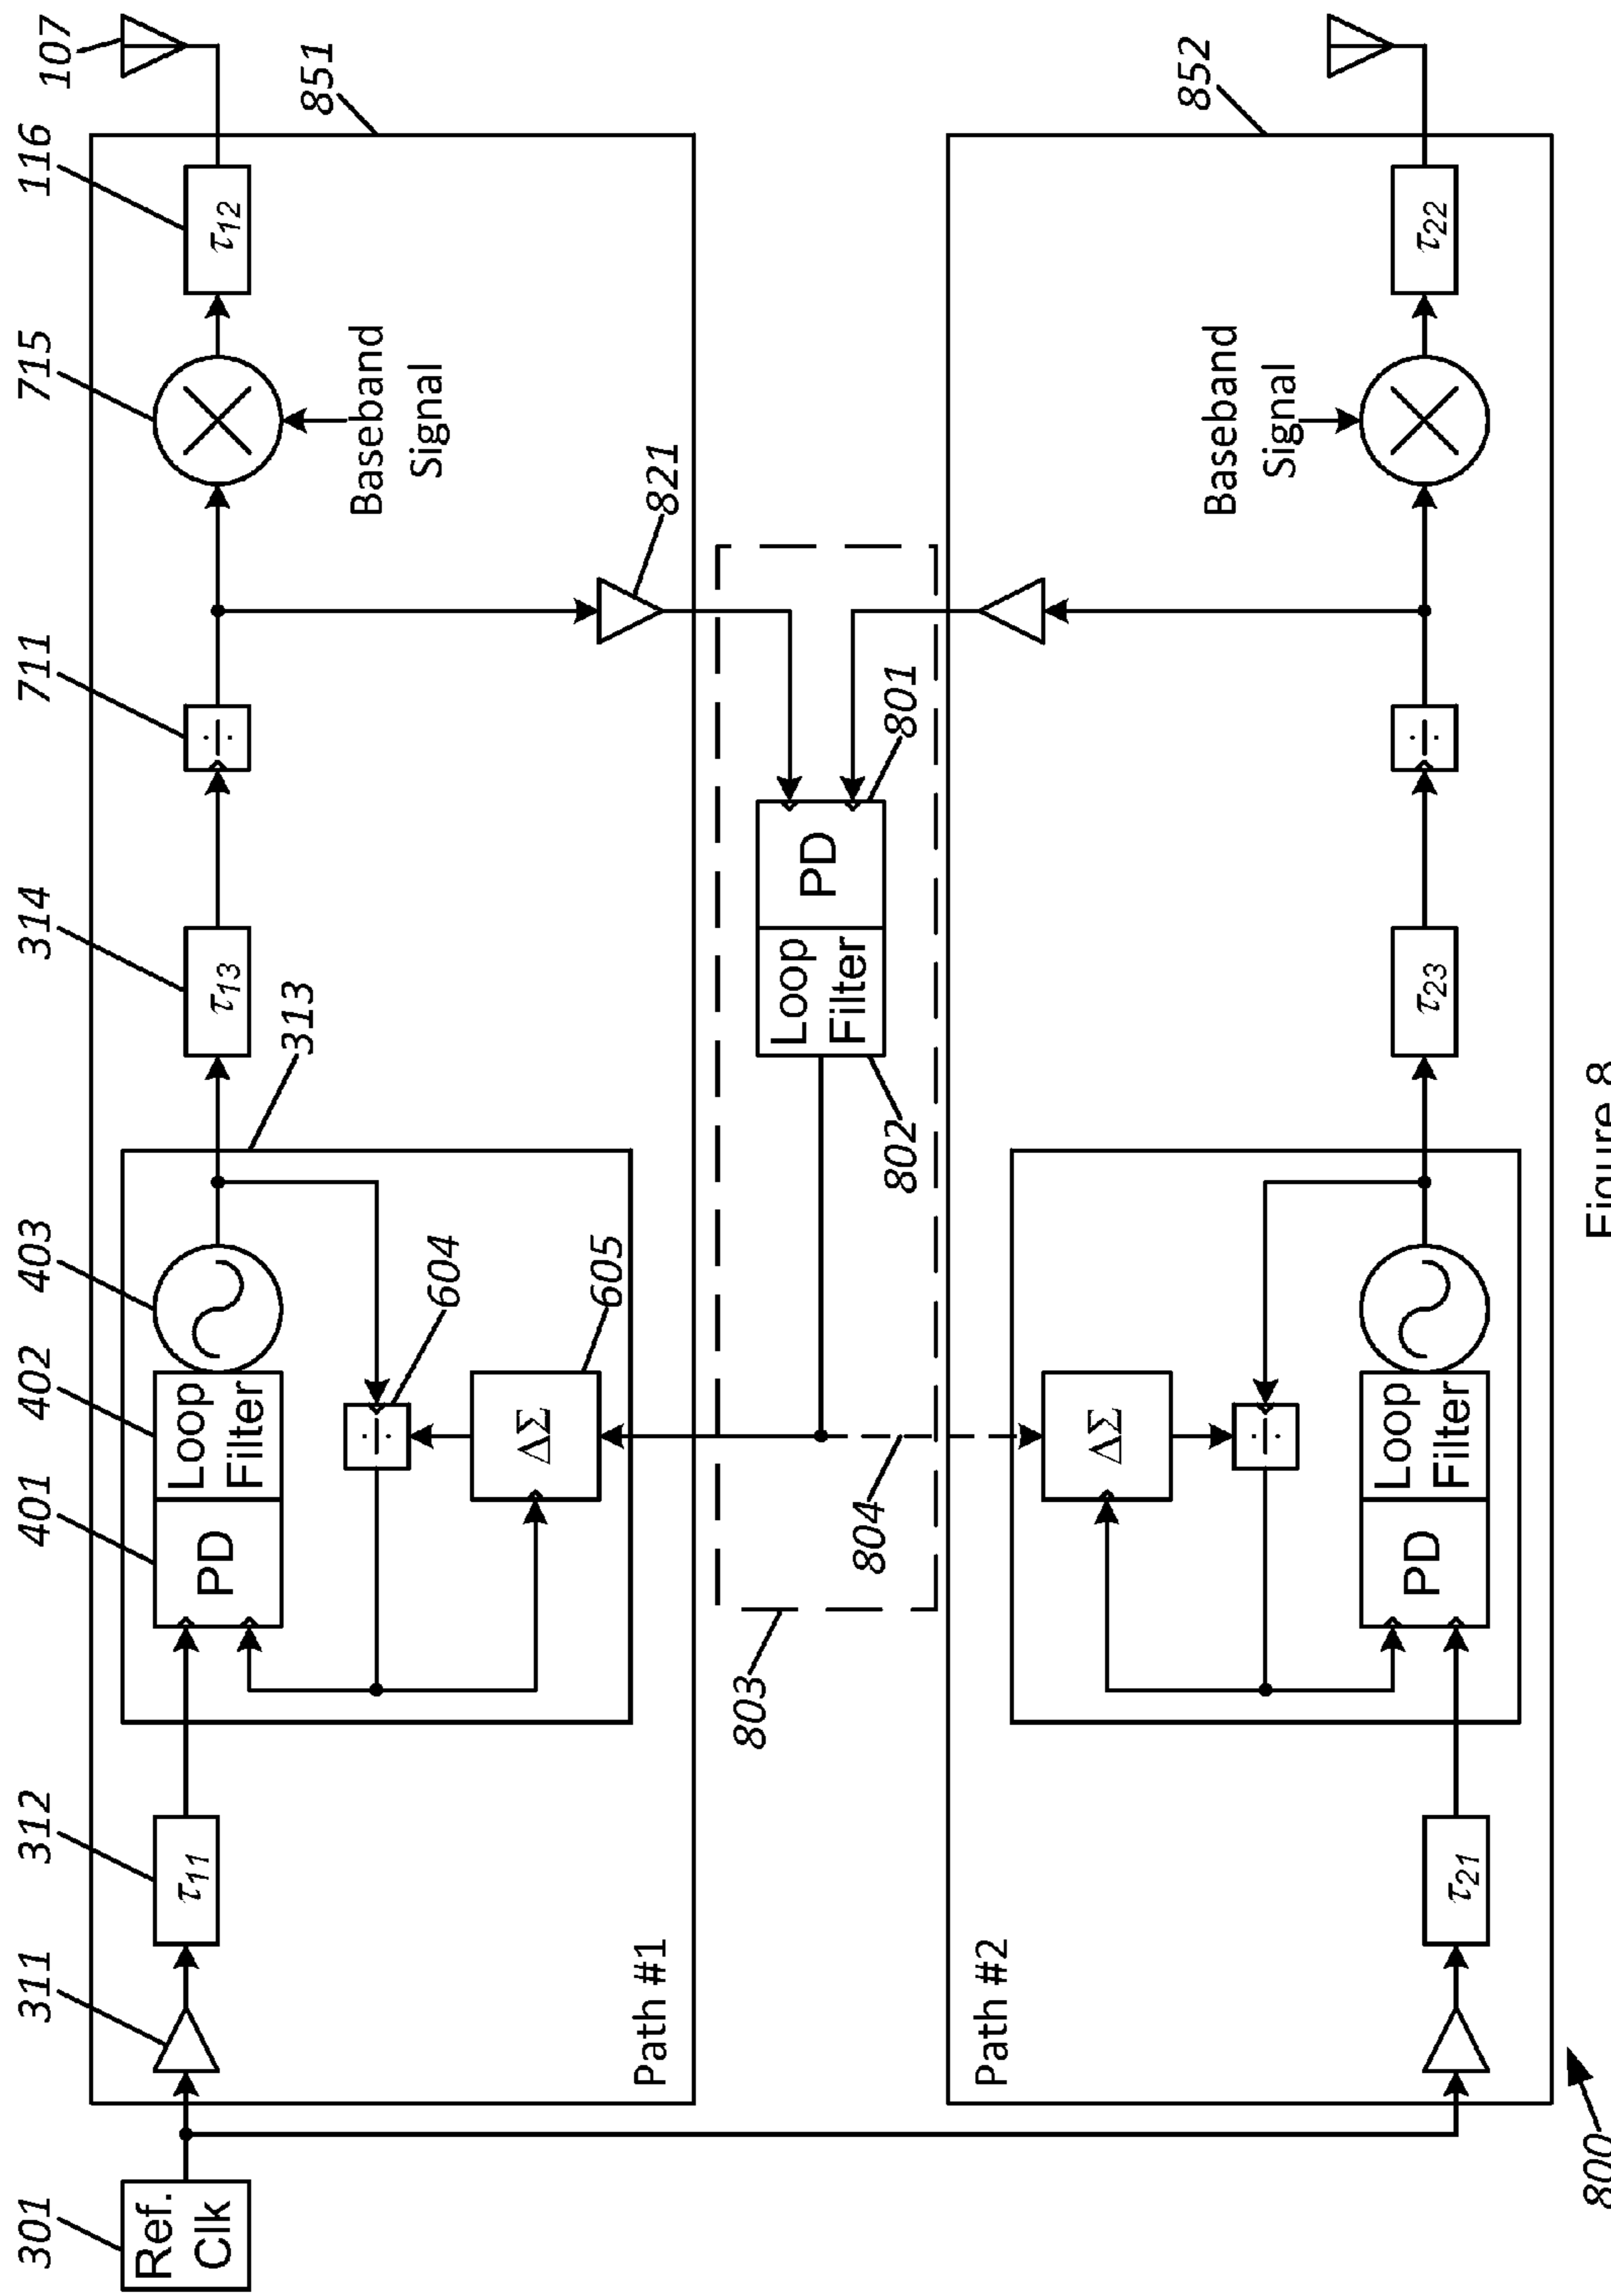 301
311
312
401
402
403
314
711
715
116
107
Ref.
Clk
τ11
PD
Loop
Filter
313
τ13
÷
Baseband
Signal
τ12
851
604
÷
605
ΔΣ
821
Path #1
803
804
802
Loop
Filter
PD
801
Path #2
ΔΣ
÷
PD
Loop
Filter
τ21
τ23
÷
Baseband
Signal
τ22
852
800
Figure 8